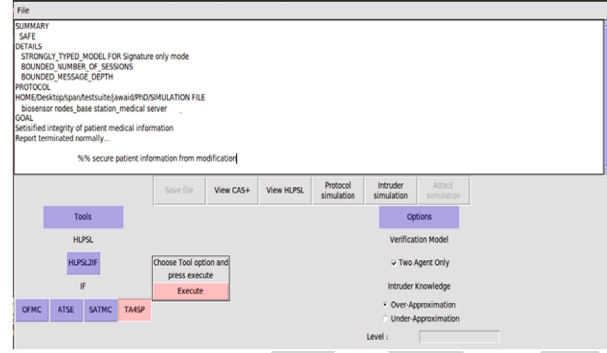 File
SUMMARY
SAFE
DETAILS
STRONGLY_TYPED_MODEL FOR Signature only mode
BOUNDED_NUMBER_OF_SESSIONS
BOUNDED_MESSAGE_DEPTH
PROTOCOL
HOME/Desktop/span/testsuite/jawaid/PhD/SIMULATION FILE
biosensor nodes_base station_medical server
GOAL
Setisified integrity of patient medical information
Report terminated normally...
%% secure patient information from modification
Save file
View CAS+
View HLPSL
Protocol simulation
Intruder simulation
Attack simulation
Tools
HLPSL
HLPSL2IF
IF
OFMC
ATSE
SATMC
TA4SP
Choose Tool option and
press execute
Execute
Options
Verification Model
Two Agent Only
Intruder Knowledge
Over-Approximation
Under-Approximation
Level :